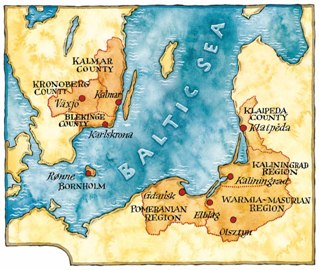 KALMAR
COUNTY
KRONOBERG
COUNTY
Växjö
Kalmar
BLEKINGE
COUNTY
Karlskrona
BALTIC SEA
KLAIPEDA
COUNTY
Klaipėda
Rønne
BORNHOLM
KALININGRAD
REGION
Kaliningrad
Gdańsk
POMERANIAN
REGION
Elbląg
WARMIA-MASURIAN
REGION
Olsztyn